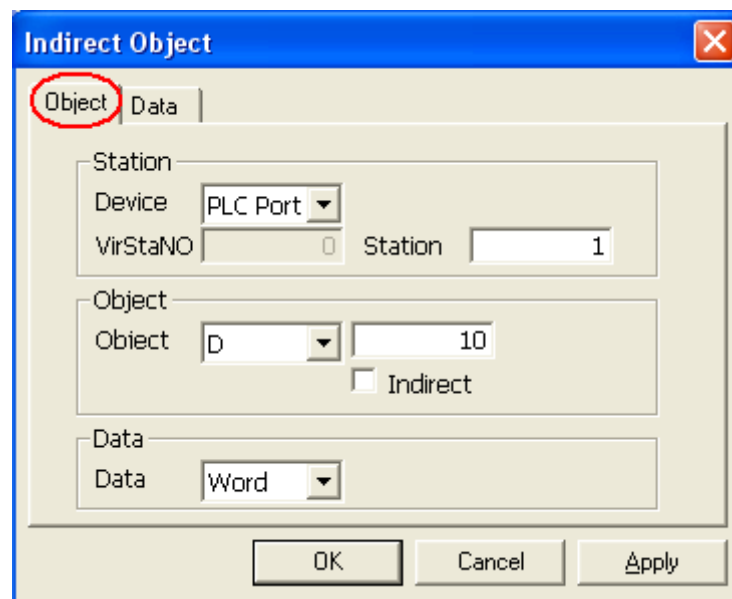 Indirect Object
Object Data
Station
Device PLC Port
VirStaNO 0 Station 1
Object
Obiect D 10
Indirect
Data
Data Word
OK Cancel Apply